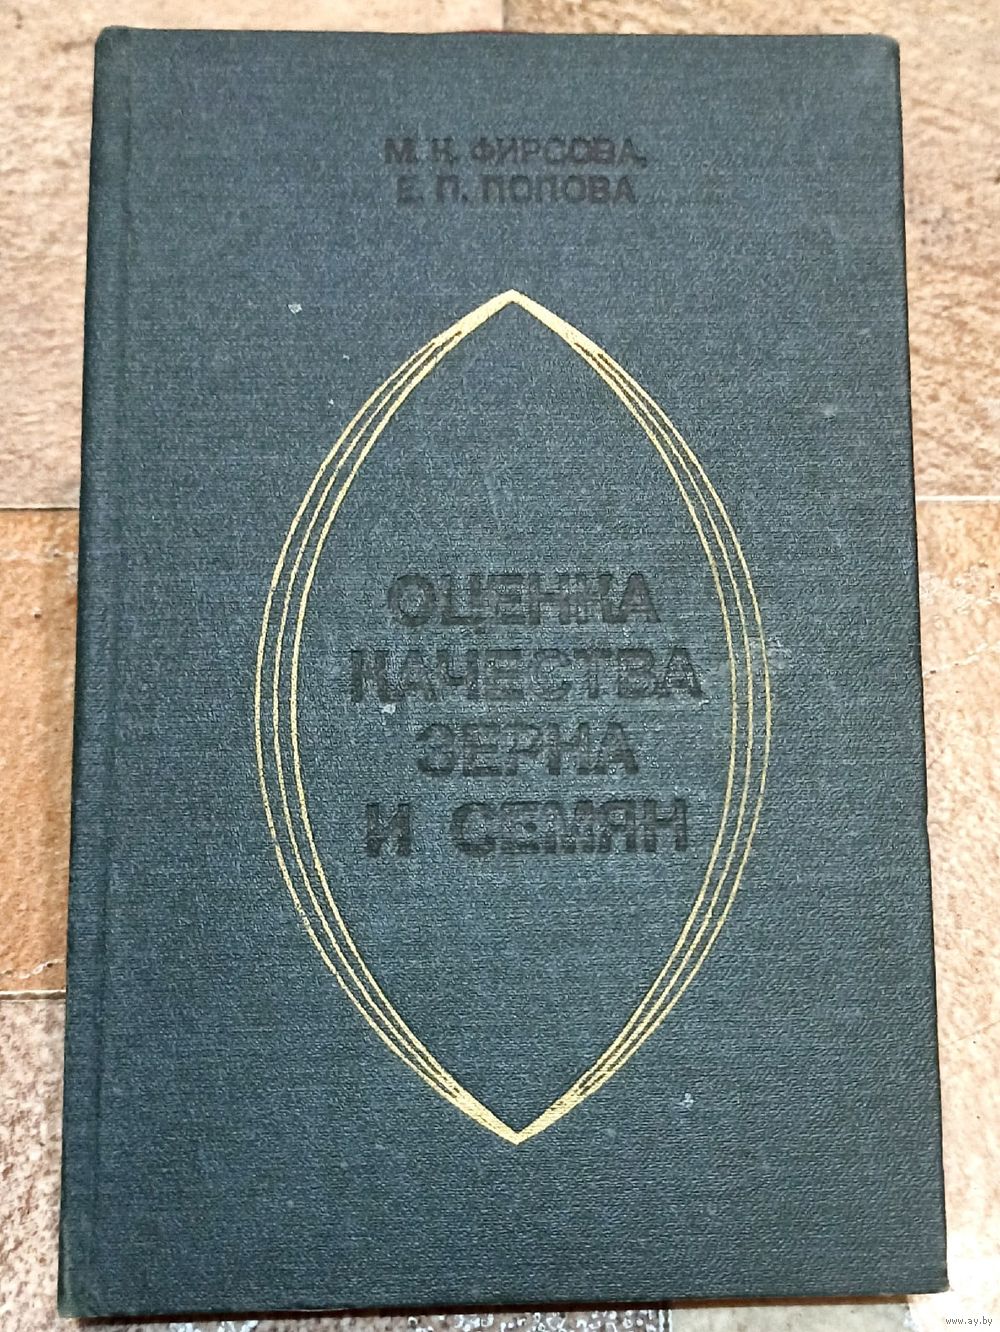 М. К. ФИРСОВА,
Е. П. ПОПОВА
ОЦЕНКА
КАЧЕСТВА
ЗЕРНА
И СЕМЯН
www.ay.by